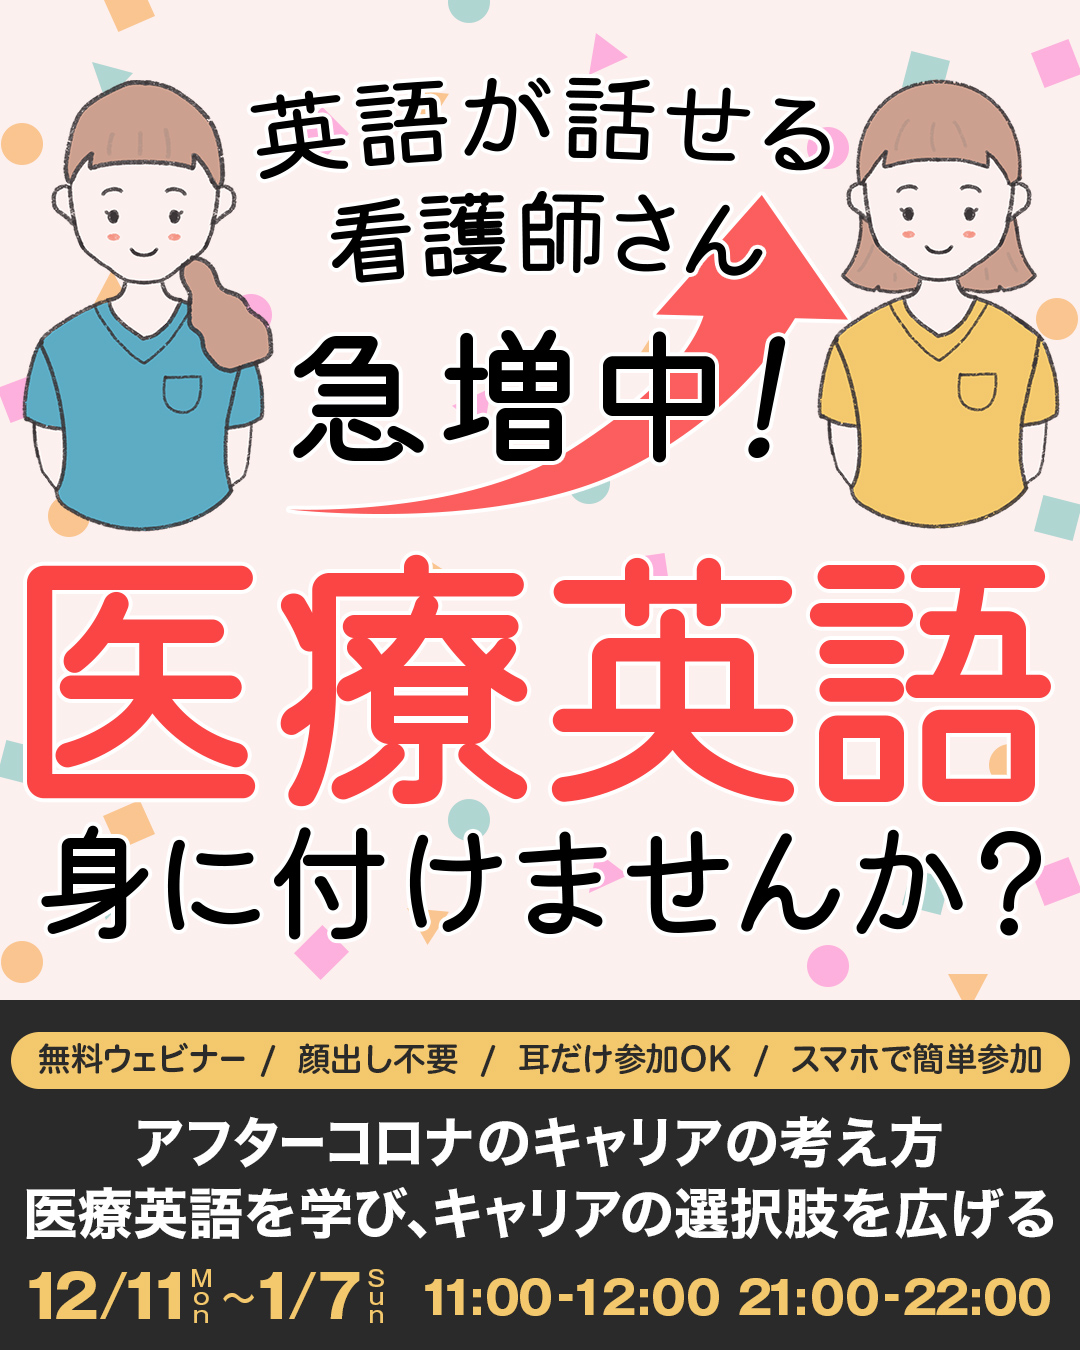 英語が話せる
看護師さん
急増中!
医療英語
身に付けませんか?
無料ウェビナー / 顔出し不要 / 耳だけ参加OK / スマホで簡単参加
アフターコロナのキャリアの考え方
医療英語を学び、キャリアの選択肢を広げる
12/11 Mon ~1/7 Sun 11:00-12:00 21:00-22:00